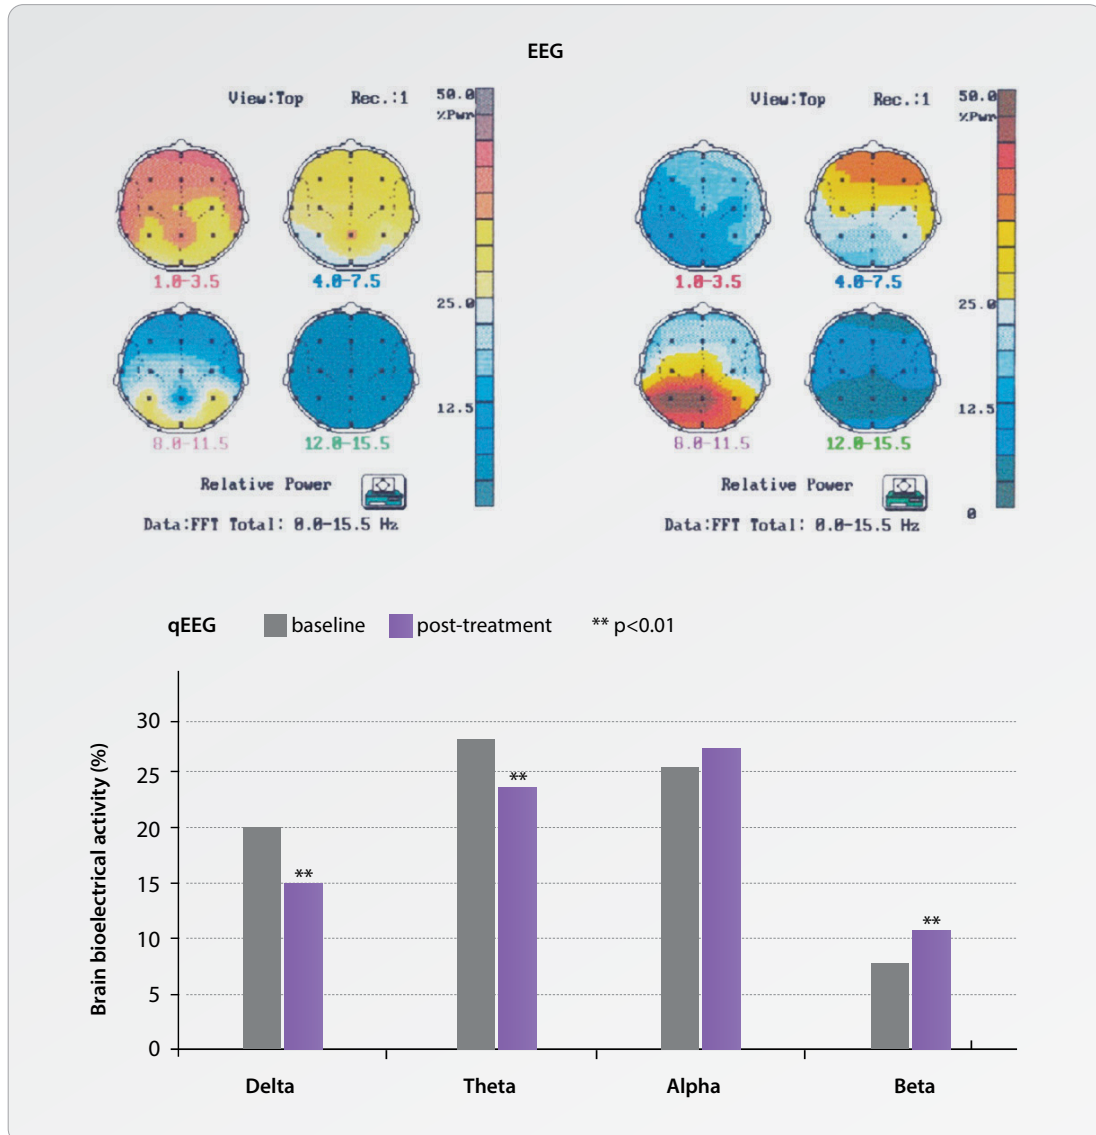 EEG
View:Top Rec.:1
50.0
%Pwr
1.0-3.5 4.0-7.5
25.0
12.5
8.0-11.5 12.0-15.5
Relative Power
Data:FFT Total: 0.0-15.5 Hz
View:Top Rec.:1
50.0
%Pwr
1.0-3.5 4.0-7.5
25.0
12.5
8.0-11.5 12.0-15.5
Relative Power
0
Data:FFT Total: 0.0-15.5 Hz
qEEG baseline post-treatment ** p<0.01
Brain bioelectrical activity (%)
30
25
20
15
10
5
0
**
**
**
Delta Theta Alpha Beta